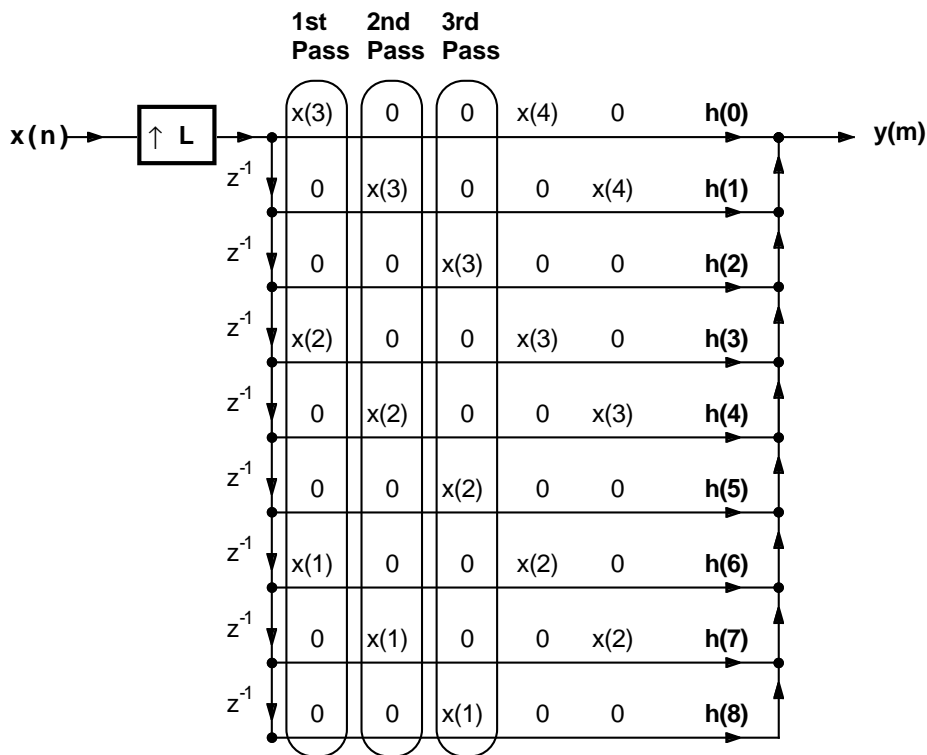 1st 2nd 3rd
Pass Pass Pass
x(3) 0 0 x(4) 0 h(0)
x(n) ↑ L y(m)
z-1 0 x(3) 0 0 x(4) h(1)
z-1 0 0 x(3) 0 0 h(2)
z-1 x(2) 0 0 x(3) 0 h(3)
z-1 0 x(2) 0 0 x(3) h(4)
z-1 0 0 x(2) 0 0 h(5)
z-1 x(1) 0 0 x(2) 0 h(6)
z-1 0 x(1) 0 0 x(2) h(7)
z-1 0 0 x(1) 0 0 h(8)